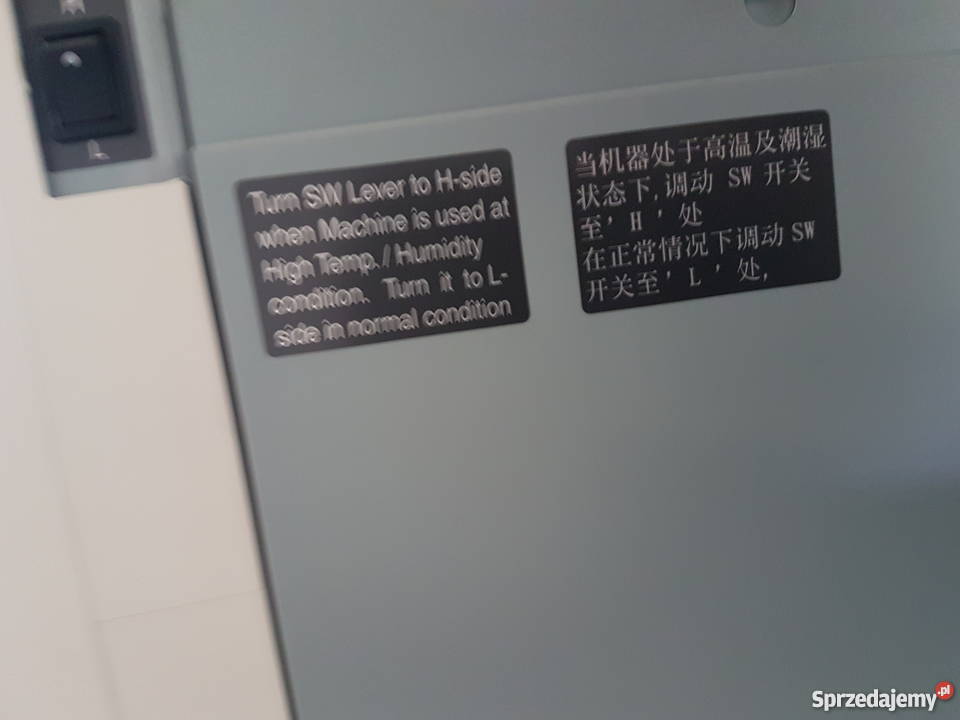 Turn SW Lever to H-side
when Machine is used at
High Temp. / Humidity
condition. Turn it to L-
side in normal condition
当机器处于高温及潮湿
状态下,调动 SW 开关
至' H ' 处
在正常情况下调动 SW
开关至' L ' 处,
L
Sprzedajemy.pl